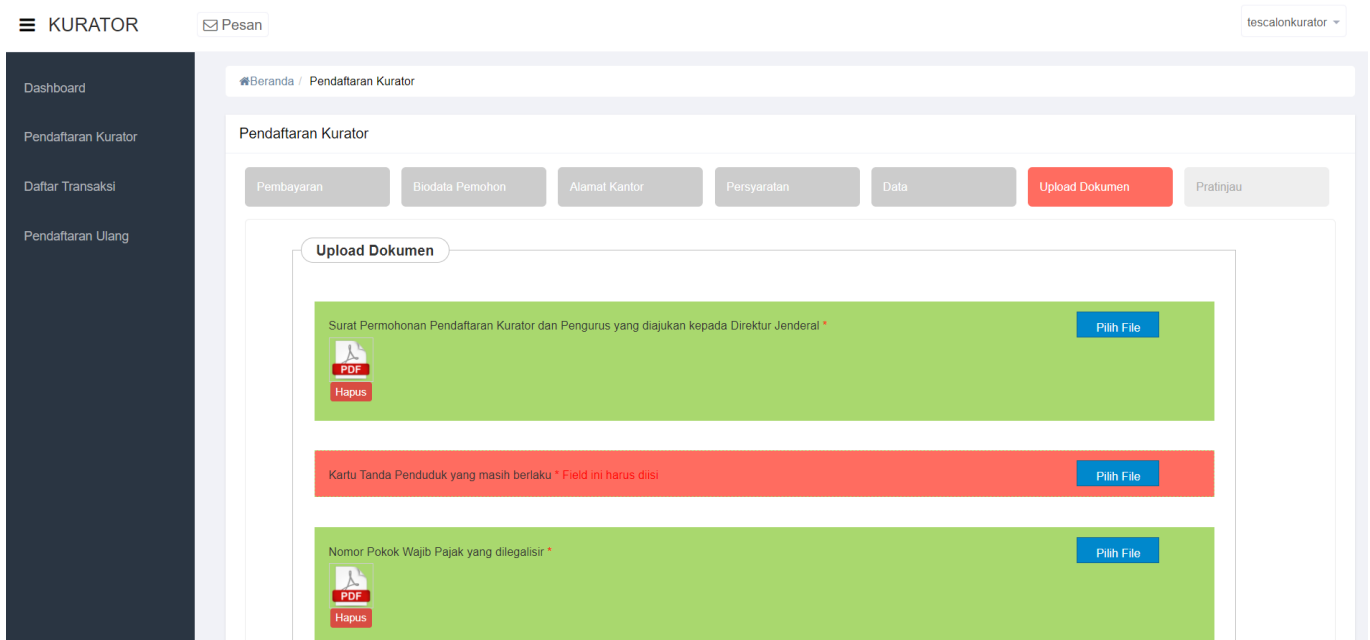 KURATOR
Pesan
tescalonkurator
Dashboard
Pendaftaran Kurator
Daftar Transaksi
Pendaftaran Ulang
Beranda / Pendaftaran Kurator
Pendaftaran Kurator
Pembayaran
Biodata Pemohon
Alamat Kantor
Persyaratan
Data
Upload Dokumen
Pratinjau
Upload Dokumen
Surat Permohonan Pendaftaran Kurator dan Pengurus yang diajukan kepada Direktur Jenderal *
Pilih File
PDF
Hapus
Kartu Tanda Penduduk yang masih berlaku * Field ini harus diisi
Pilih File
Nomor Pokok Wajib Pajak yang dilegalisir *
Pilih File
PDF
Hapus